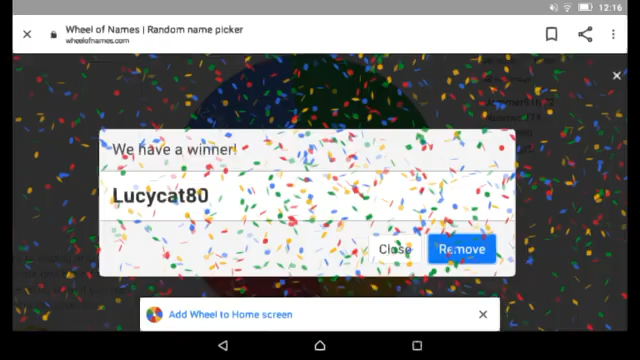 12:16
Wheel of Names | Random name picker
wheelofnames.com
We have a winner!
Lucycat80
Close
Remove
Add Wheel to Home screen